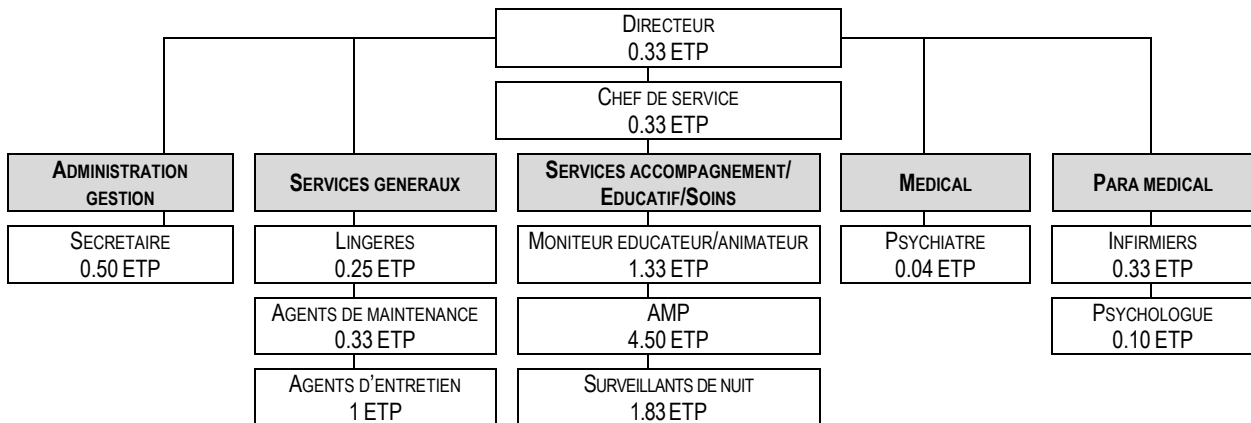 DIRECTEUR
0.33 ETP
CHEF DE SERVICE
0.33 ETP
ADMINISTRATION
GESTION
SECRETAIRE
0.50 ETP
SERVICES GENERAUX
LINGERES
0.25 ETP
AGENTS DE MAINTENANCE
0.33 ETP
AGENTS D'ENTRETIEN
1 ETP
SERVICES ACCOMPAGNEMENT/
EDUCATIF/SOINS
MONITEUR EDUCATEUR/ANIMATEUR
1.33 ETP
AMP
4.50 ETP
SURVEILLANTS DE NUIT
1.83 ETP
MEDICAL
PSYCHIATRE
0.04 ETP
PARA MEDICAL
INFIRMIERS
0.33 ETP
PSYCHOLOGUE
0.10 ETP